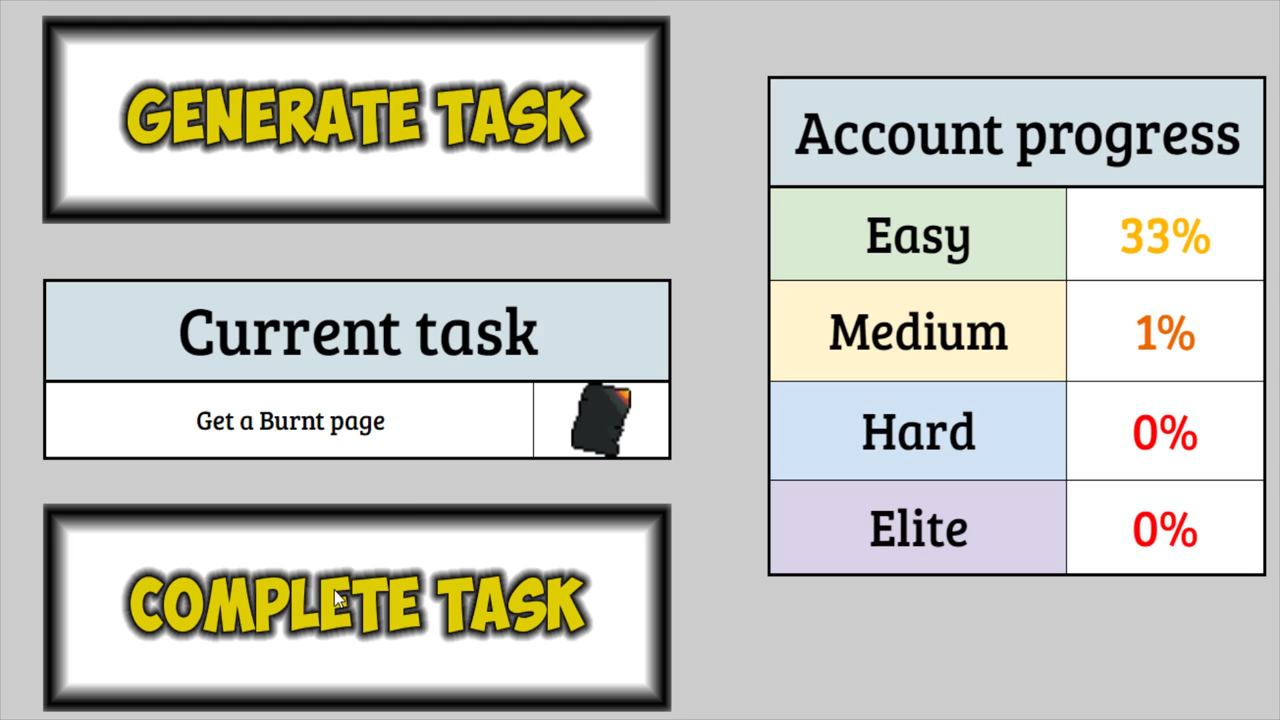 GENERATE TASK
Current task
Get a Burnt page
COMPLETE TASK
Account progress
Easy 33%
Medium 1%
Hard 0%
Elite 0%